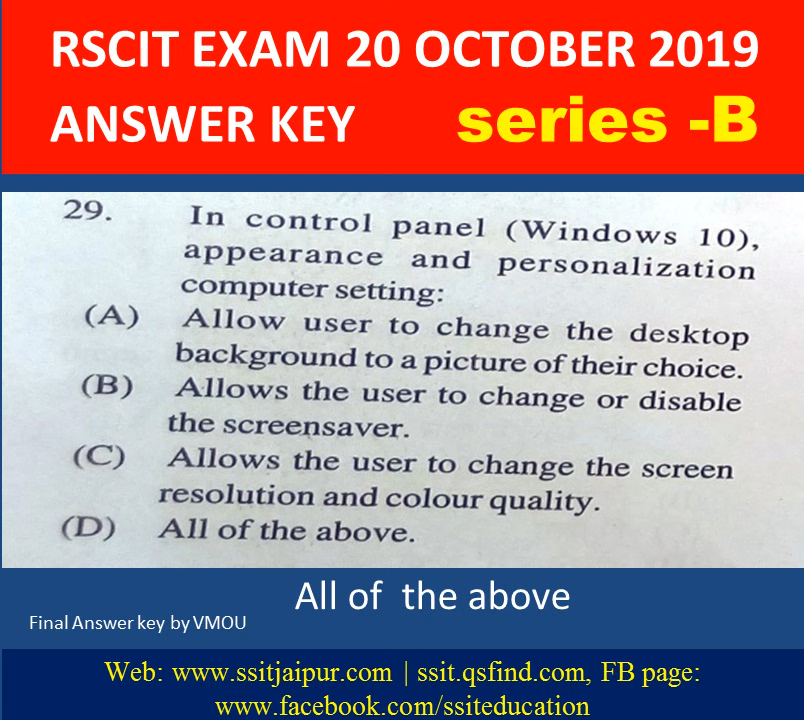 RSCIT EXAM 20 OCTOBER 2019
ANSWER KEY series -B
29. In control panel (Windows 10),
appearance and personalization
computer setting:
(A) Allow user to change the desktop
background to a picture of their choice.
(B) Allows the user to change or disable
the screensaver.
(C) Allows the user to change the screen
resolution and colour quality.
(D) All of the above.
All of the above
Final Answer key by VMOU
Web: www.ssitjaipur.com | ssit.qsfind.com, FB page:
www.facebook.com/ssiteducation